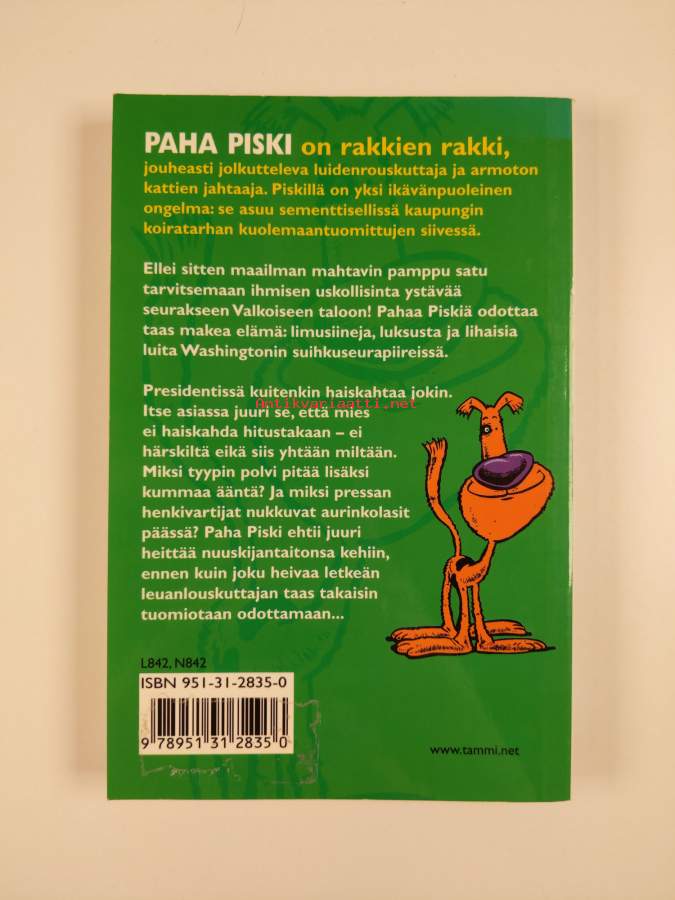 PAHA PISKI on rakkien rakki,
jouheasti jolkutteleva luidenrouskuttaja ja armoton
kattien jahtaaja. Piskillä on yksi ikävänpuoleinen
ongelma: se asuu sementtisellissä kaupungin
koiratarhan kuolemaantuomittujen siivessä.
Ellei sitten maailman mahtavin pamppu satu
tarvitsemaan ihmisen uskollisinta ystävää
seurakseen Valkoiseen taloon! Pahaa Piskiä odottaa
taas makea elämä: limusiineja, luksusta ja lihaisia
luita Washingtonin suihkuseurapiireissä.
Presidentissä kuitenkin haiskahtaa jokin.
Antikvariaatti.net
Itse asiassa juuri se, että mies
ei haiskahda hitustakaan – ei
härskiltä eikä siis yhtään miltään.
Miksi tyypin polvi pitää lisäksi
kummaa ääntä? Ja miksi pressan
henkivartijat nukkuvat aurinkolasit
päässä? Paha Piski ehtii juuri
heittää nuuskijantaitonsa kehiin,
ennen kuin joku heivaa letkeän
leuanlouskuttajan taas takaisin
tuomiotaan odottamaan...
L842, N842
ISBN 951-31-2835-0
9 789513 128350
www.tammi.net